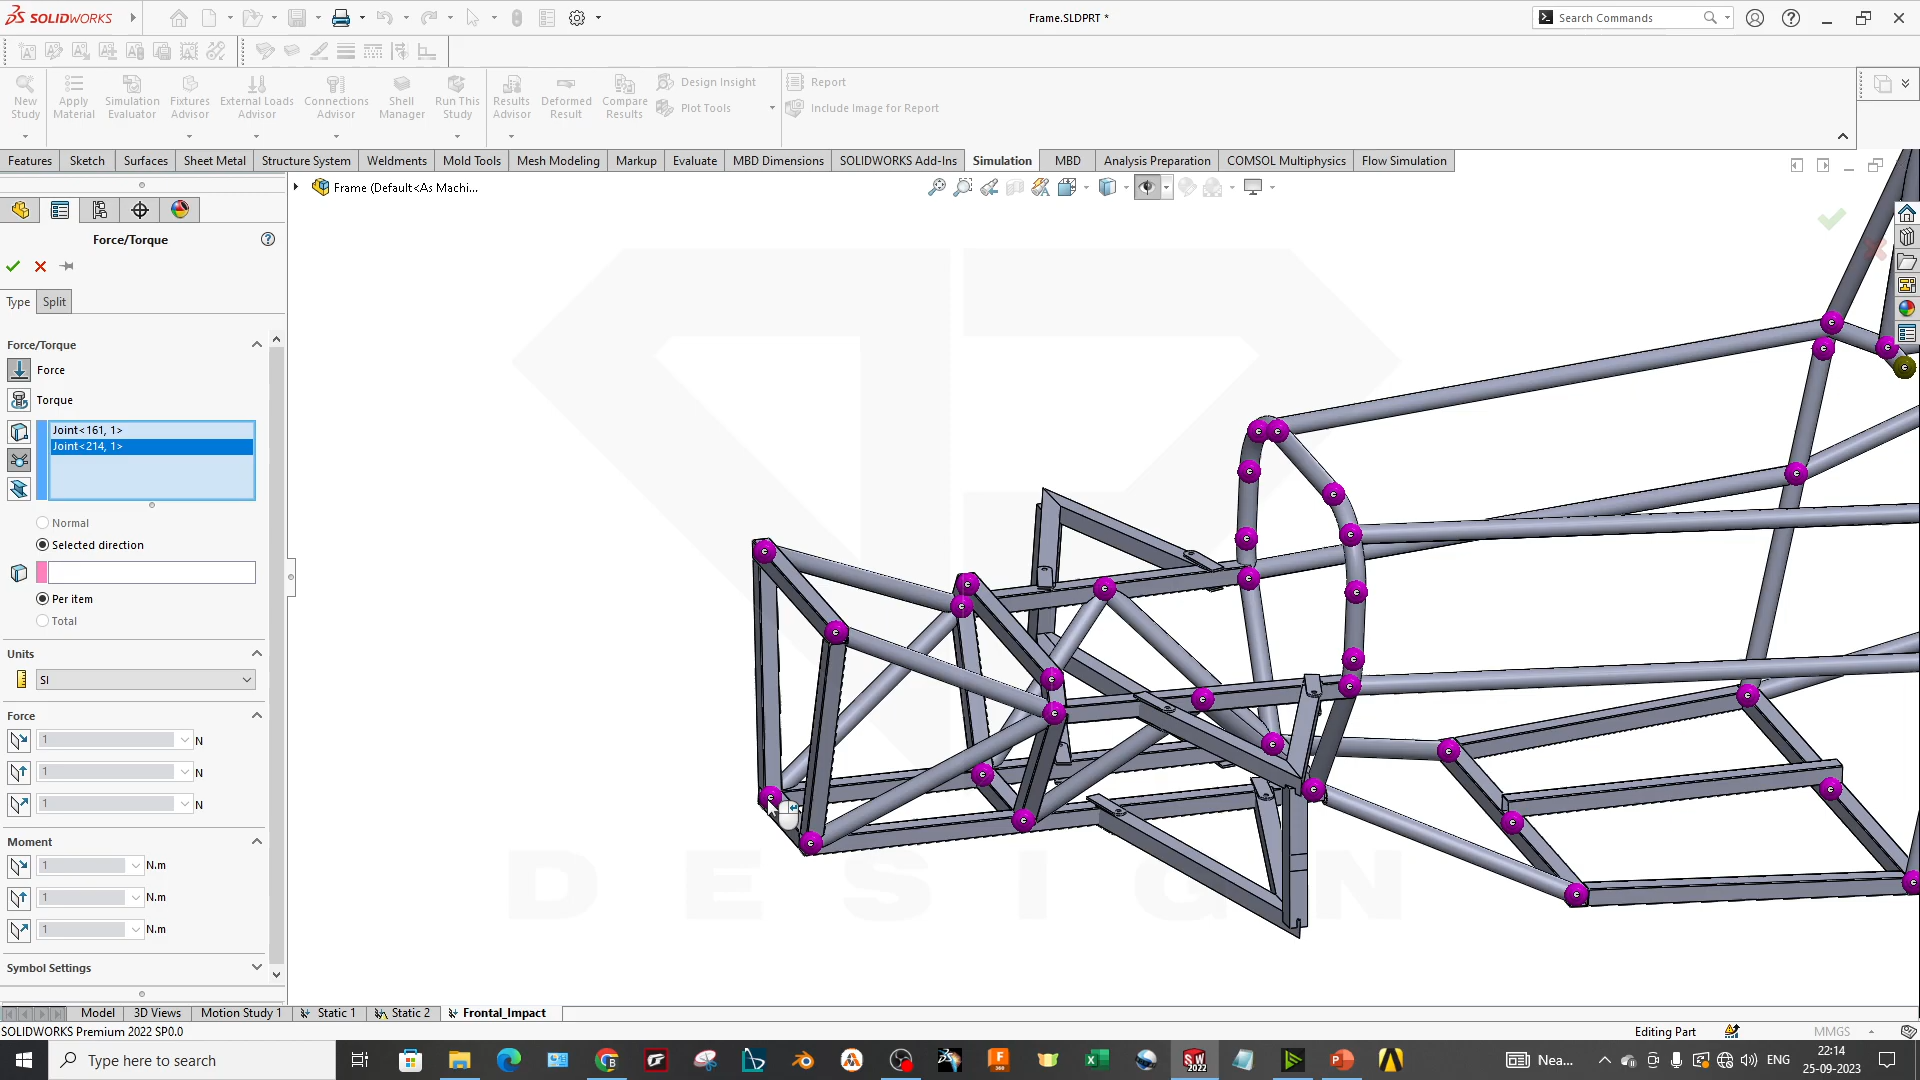 SOLIDWORKS
Frame.SLDPRT *
Search Commands
New Study
Apply Material
Simulation Evaluator
Fixtures Advisor
External Loads Advisor
Connections Advisor
Shell Manager
Run This Study
Results Advisor
Deformed Result
Compare Results
Design Insight
Plot Tools
Report
Include Image for Report
Features
Sketch
Surfaces
Sheet Metal
Structure System
Weldments
Mold Tools
Mesh Modeling
Markup
Evaluate
MBD Dimensions
SOLIDWORKS Add-Ins
Simulation
MBD
Analysis Preparation
COMSOL Multiphysics
Flow Simulation
Frame (Default<As Machi...
Force/Torque
Type
Split
Force/Torque
Force
Torque
Joint<161, 1>
Joint<214, 1>
Normal
Selected direction
Per item
Total
Units
SI
Force
1 N
1 N
1 N
Moment
1 N.m
1 N.m
1 N.m
Symbol Settings
DESIGN
Model
3D Views
Motion Study 1
Static 1
Static 2
Frontal_Impact
SOLIDWORKS Premium 2022 SP0.0
Editing Part
MMGS
Type here to search
Nea...
ENG
22:14
25-09-2023